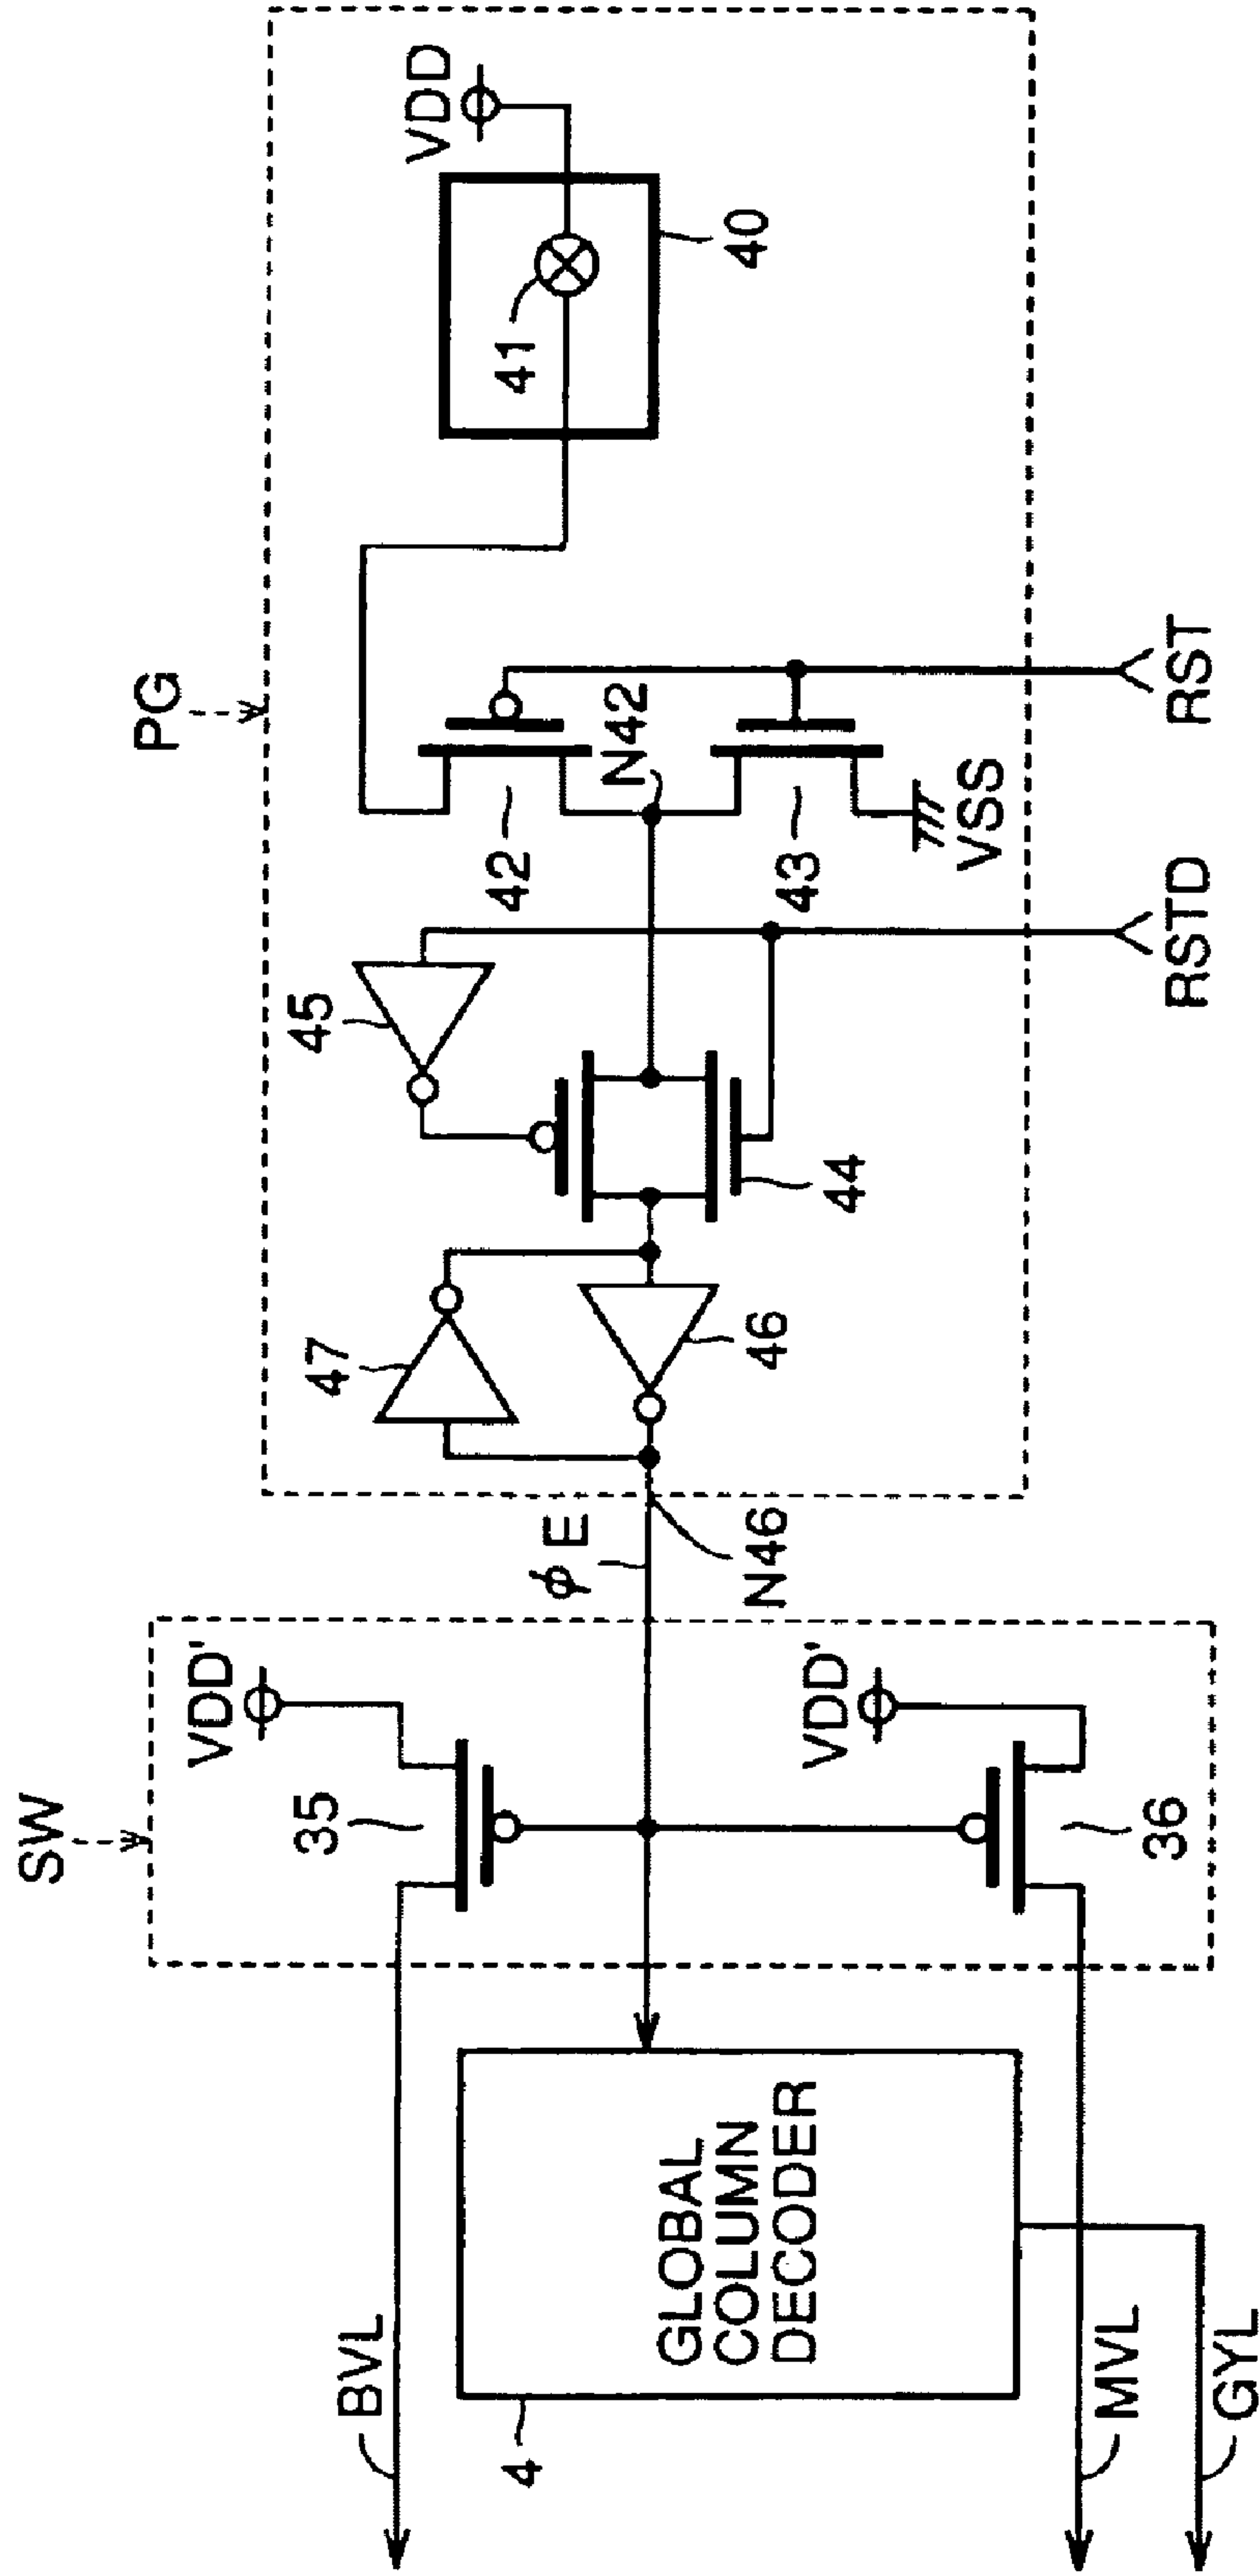 SW
PG
VDD'
VDD'
VDD
35
36
47
45
42
41
40
φE
N46
46
44
N42
43
VSS
BVL
4
GLOBAL
COLUMN
DECODER
MVL
GYL
RSTD
RST